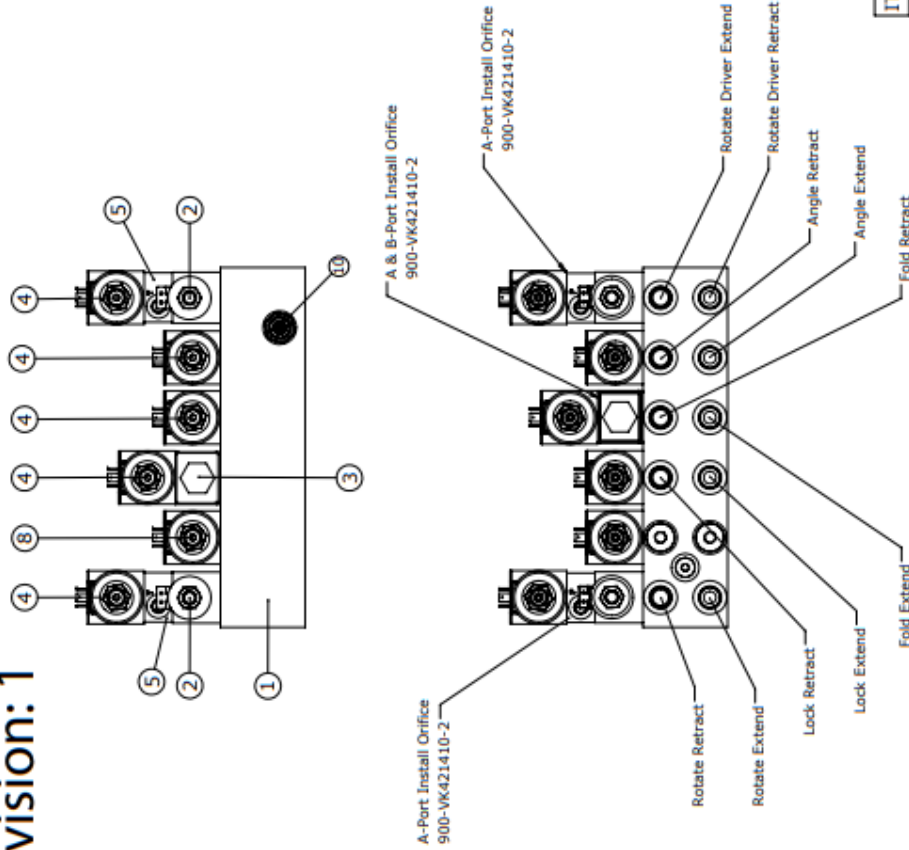 vision: 1
4
8
4
4
4
4
5
5
2
2
1
3
10
A & B-Port Install Orifice
900-VK421410-2
A-Port Install Orifice
900-VK421410-2
A-Port Install Orifice
900-VK421410-2
Rotate Retract
Rotate Extend
Lock Retract
Lock Extend
Fold Extend
Fold Retract
Angle Extend
Angle Retract
Rotate Driver Retract
Rotate Driver Extend